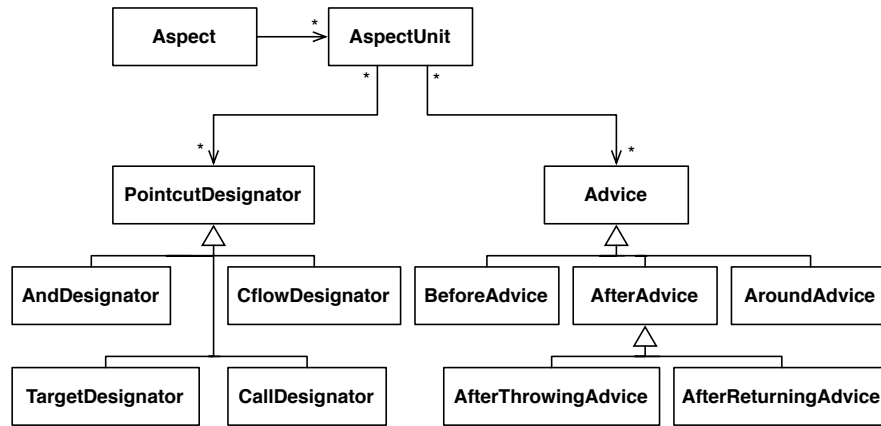 Aspect
*
AspectUnit
*
*
*
*
PointcutDesignator
Advice
AndDesignator
CflowDesignator
BeforeAdvice
AfterAdvice
AroundAdvice
TargetDesignator
CallDesignator
AfterThrowingAdvice
AfterReturningAdvice